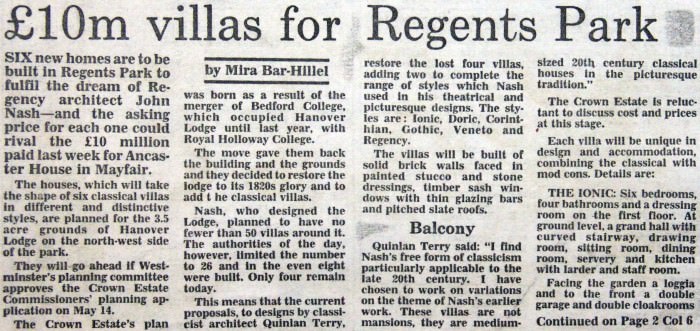 £10m villas for Regents Park
SIX new homes are to be
built in Regents Park to
fulfil the dream of Re-
gency architect John
Nash—and the asking
price for each one could
rival the £10 million
paid last week for Ancas-
ter House in Mayfair.
The houses, which will take
the shape of six classical villas
in different and distinctive
styles, are planned for the 3.5
acre grounds of Hanover
Lodge on the north-west side
of the park.
They will go ahead if West-
minster's planning committee
approves the Crown Estate
Commissioners' planning ap-
plication on May 14.
The Crown Estate's plan
by Mira Bar-Hillel
was born as a result of the
merger of Bedford College,
which occupied Hanover
Lodge until last year, with
Royal Holloway College.
The move gave them back
the building and the grounds
and they decided to restore the
lodge to its 1820s glory and to
add the classical villas.
Nash, who designed the
Lodge, planned to have no
fewer than 50 villas around it.
The authorities of the day,
however, limited the number
to 26 and in the even eight
were built. Only four remain
today.
This means that the current
proposals, to designs by classi-
cist architect Quinlan Terry,
restore the lost four villas,
adding two to complete the
range of styles which Nash
used in his theatrical and
picturesque designs. The sty-
les are: Ionic, Doric, Corin-
thian, Gothic, Veneto and
Regency.
The villas will be built of
solid brick walls faced in
painted stucco and stone
dressings, timber sash win-
dows with thin glazing bars
and pitched slate roofs.
Balcony
Quinlan Terry said: "I find
Nash's free form of classicism
particularly applicable to the
late 20th century. I have
chosen to work on variations
on the theme of Nash's earlier
work. These villas are not
mansions, they are medium-
sized 20th century classical
houses in the picturesque
tradition."
The Crown Estate is reluc-
tant to discuss cost and prices
at this stage.
Each villa will be unique in
design and accommodation,
combining the classical with
mod cons. Details are:
THE IONIC: Six bedrooms,
four bathrooms and a dressing
room on the first floor. At
ground level, a grand hall with
curved stairway, drawing
room, sitting room, dining
room, servery and kitchen
with larder and staff room.
Facing the garden a loggia
and to the front a double
garage and double cloakrooms
Continued on Page 2 Col 6